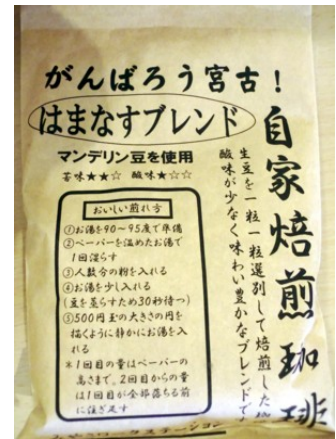 がんばろう宮古！
はまなすブレンド
マンデリン豆を使用
苦味★★☆ 酸味★☆☆
自家焙煎珈琲
生豆を一粒一粒選別して焙煎した
酸味が少なく味わい豊かなブレンドで
おいしい煎れ方
①お湯を90～95度で準備
②ペーパーを温めたお湯で
1回湿らす
③人数分の粉を入れる
④お湯を少し入れる
(豆を蒸らすため30秒待つ)
⑤500円玉の大きさの円を
描くように静かにお湯を入
れる
＊1回目の量はペーパーの
高さまで。2回目からの量
は1回目が全部落ちる前
に注ぎ足す